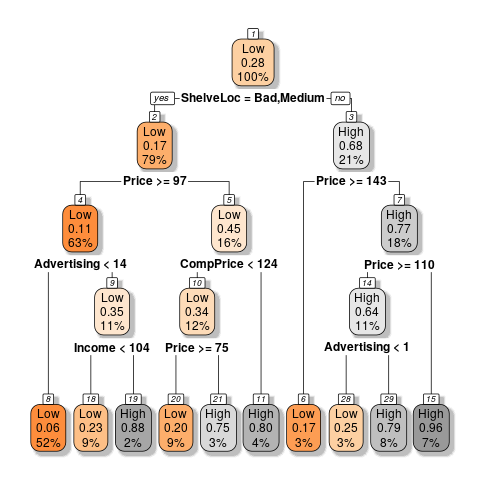 1
Low
0.28
100%
yes
ShelveLoc = Bad,Medium
no
2
Low
0.17
79%
3
High
0.68
21%
Price >= 97
Price >= 143
4
Low
0.11
63%
5
Low
0.45
16%
7
High
0.77
18%
Advertising < 14
CompPrice < 124
Price >= 110
9
Low
0.35
11%
10
Low
0.34
12%
14
High
0.64
11%
Income < 104
Price >= 75
Advertising < 1
8
Low
0.06
52%
18
Low
0.23
9%
19
High
0.88
2%
20
Low
0.20
9%
21
High
0.75
3%
11
High
0.80
4%
6
Low
0.17
3%
28
Low
0.25
3%
29
High
0.79
8%
15
High
0.96
7%